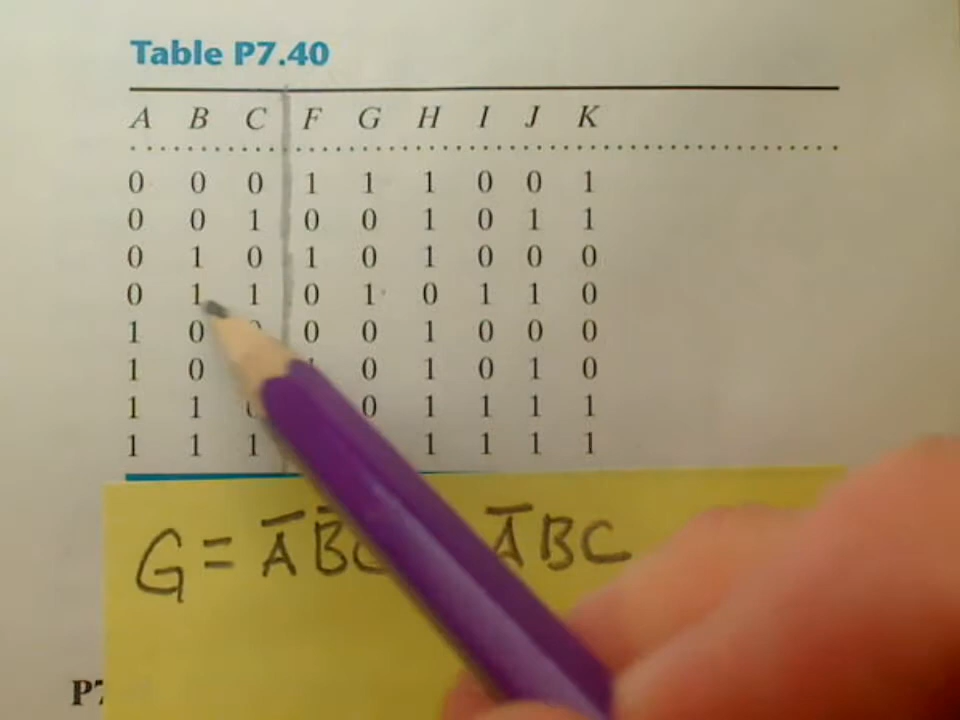 Table P7.40
A B C F G H I J K
0 0 0 1 1 1 0 0 1
0 0 1 0 0 1 0 1 1
0 1 0 1 0 1 0 0 0
0 1 1 0 1 0 1 1 0
1 0 0 0 1 0 0 0
1 0 0 1 0 1 0
1 1 0 1 1 1 1
1 1 1 1 1 1 1
G = A̅ B̅ C A̅ B C